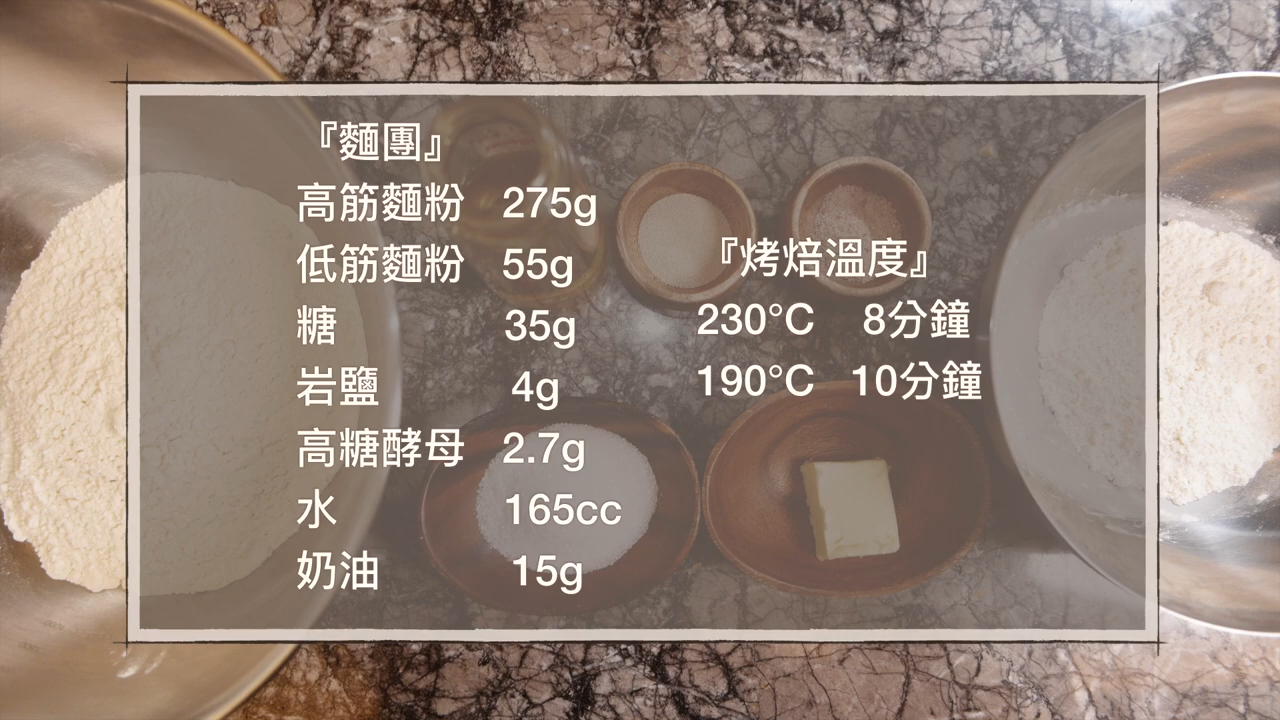 『麵團』
高筋麵粉 275g
低筋麵粉 55g
糖 35g
岩鹽 4g
高糖酵母 2.7g
水 165cc
奶油 15g
『烤焙溫度』
230°C 8分鐘
190°C 10分鐘